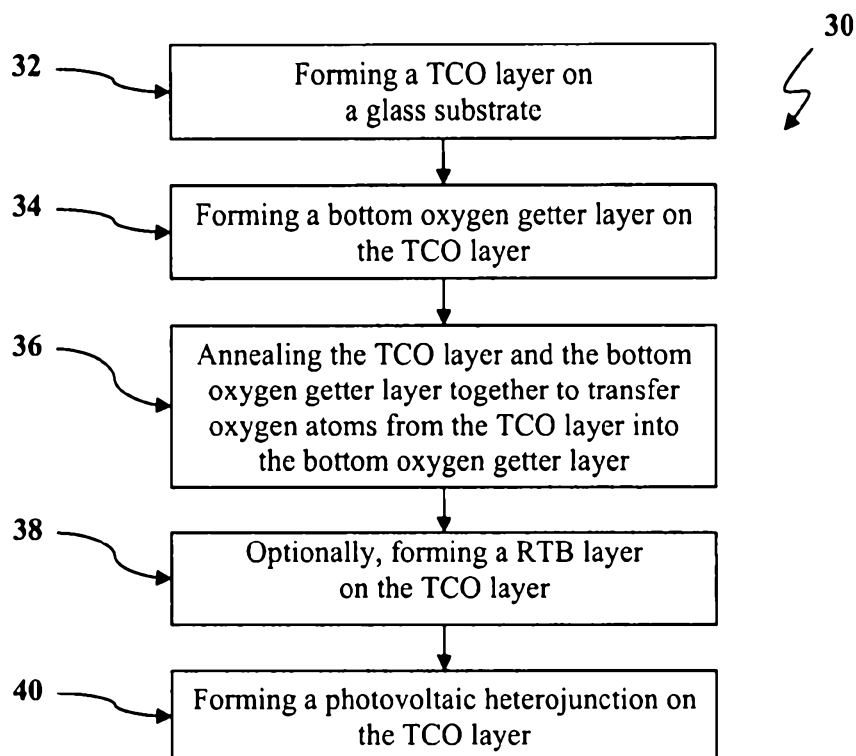 30
32
Forming a TCO layer on
a glass substrate
34
Forming a bottom oxygen getter layer on
the TCO layer
36
Annealing the TCO layer and the bottom
oxygen getter layer together to transfer
oxygen atoms from the TCO layer into
the bottom oxygen getter layer
38
Optionally, forming a RTB layer
on the TCO layer
40
Forming a photovoltaic heterojunction on
the TCO layer